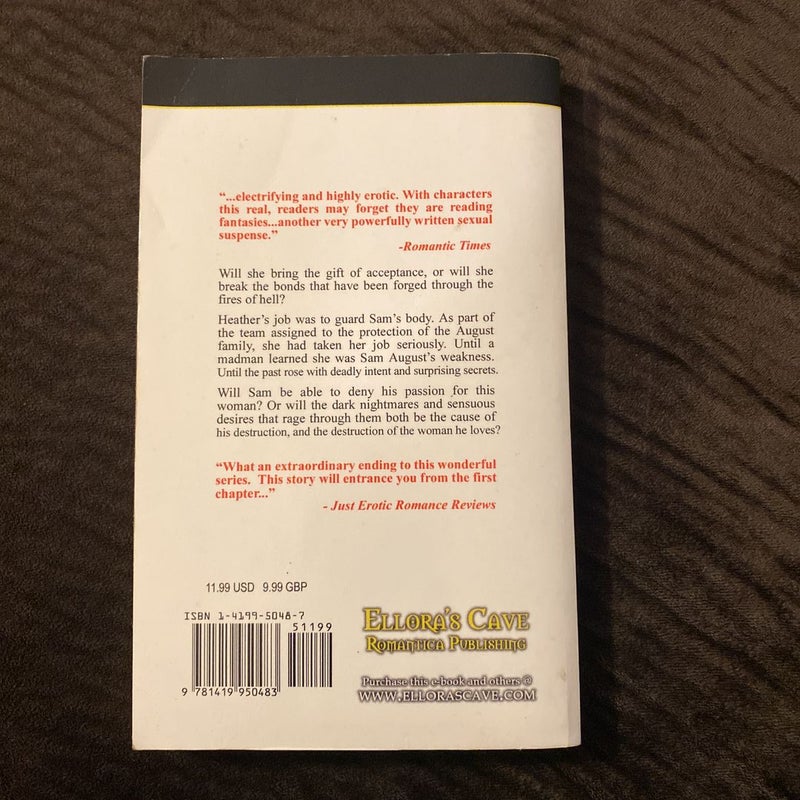 “...electrifying and highly erotic. With characters
this real, readers may forget they are reading
fantasies...another very powerfully written sexual
suspense.”
-Romantic Times
Will she bring the gift of acceptance, or will she
break the bonds that have been forged through the
fires of hell?
Heather’s job was to guard Sam’s body. As part of
the team assigned to the protection of the August
family, she had taken her job seriously. Until a
madman learned she was Sam August’s weakness.
Until the past rose with deadly intent and surprising secrets.
Will Sam be able to deny his passion for this
woman? Or will the dark nightmares and sensuous
desires that rage through them both be the cause of
his destruction, and the destruction of the woman he loves?
“What an extraordinary ending to this wonderful
series. This story will entrance you from the first
chapter...”
- Just Erotic Romance Reviews
11.99 USD 9.99 GBP
ISBN 1-4199-5048-7
51199
9 781419 950483
Ellora's Cave
Romantica Publishing
Purchase this e-book and others @
www.ellorascave.com